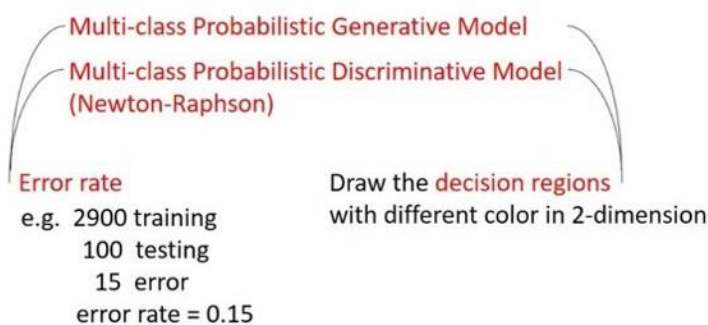 Multi-class Probabilistic Generative Model
Multi-class Probabilistic Discriminative Model
(Newton-Raphson)
Error rate
e.g. 2900 training
100 testing
15 error
error rate = 0.15
Draw the decision regions
with different color in 2-dimension